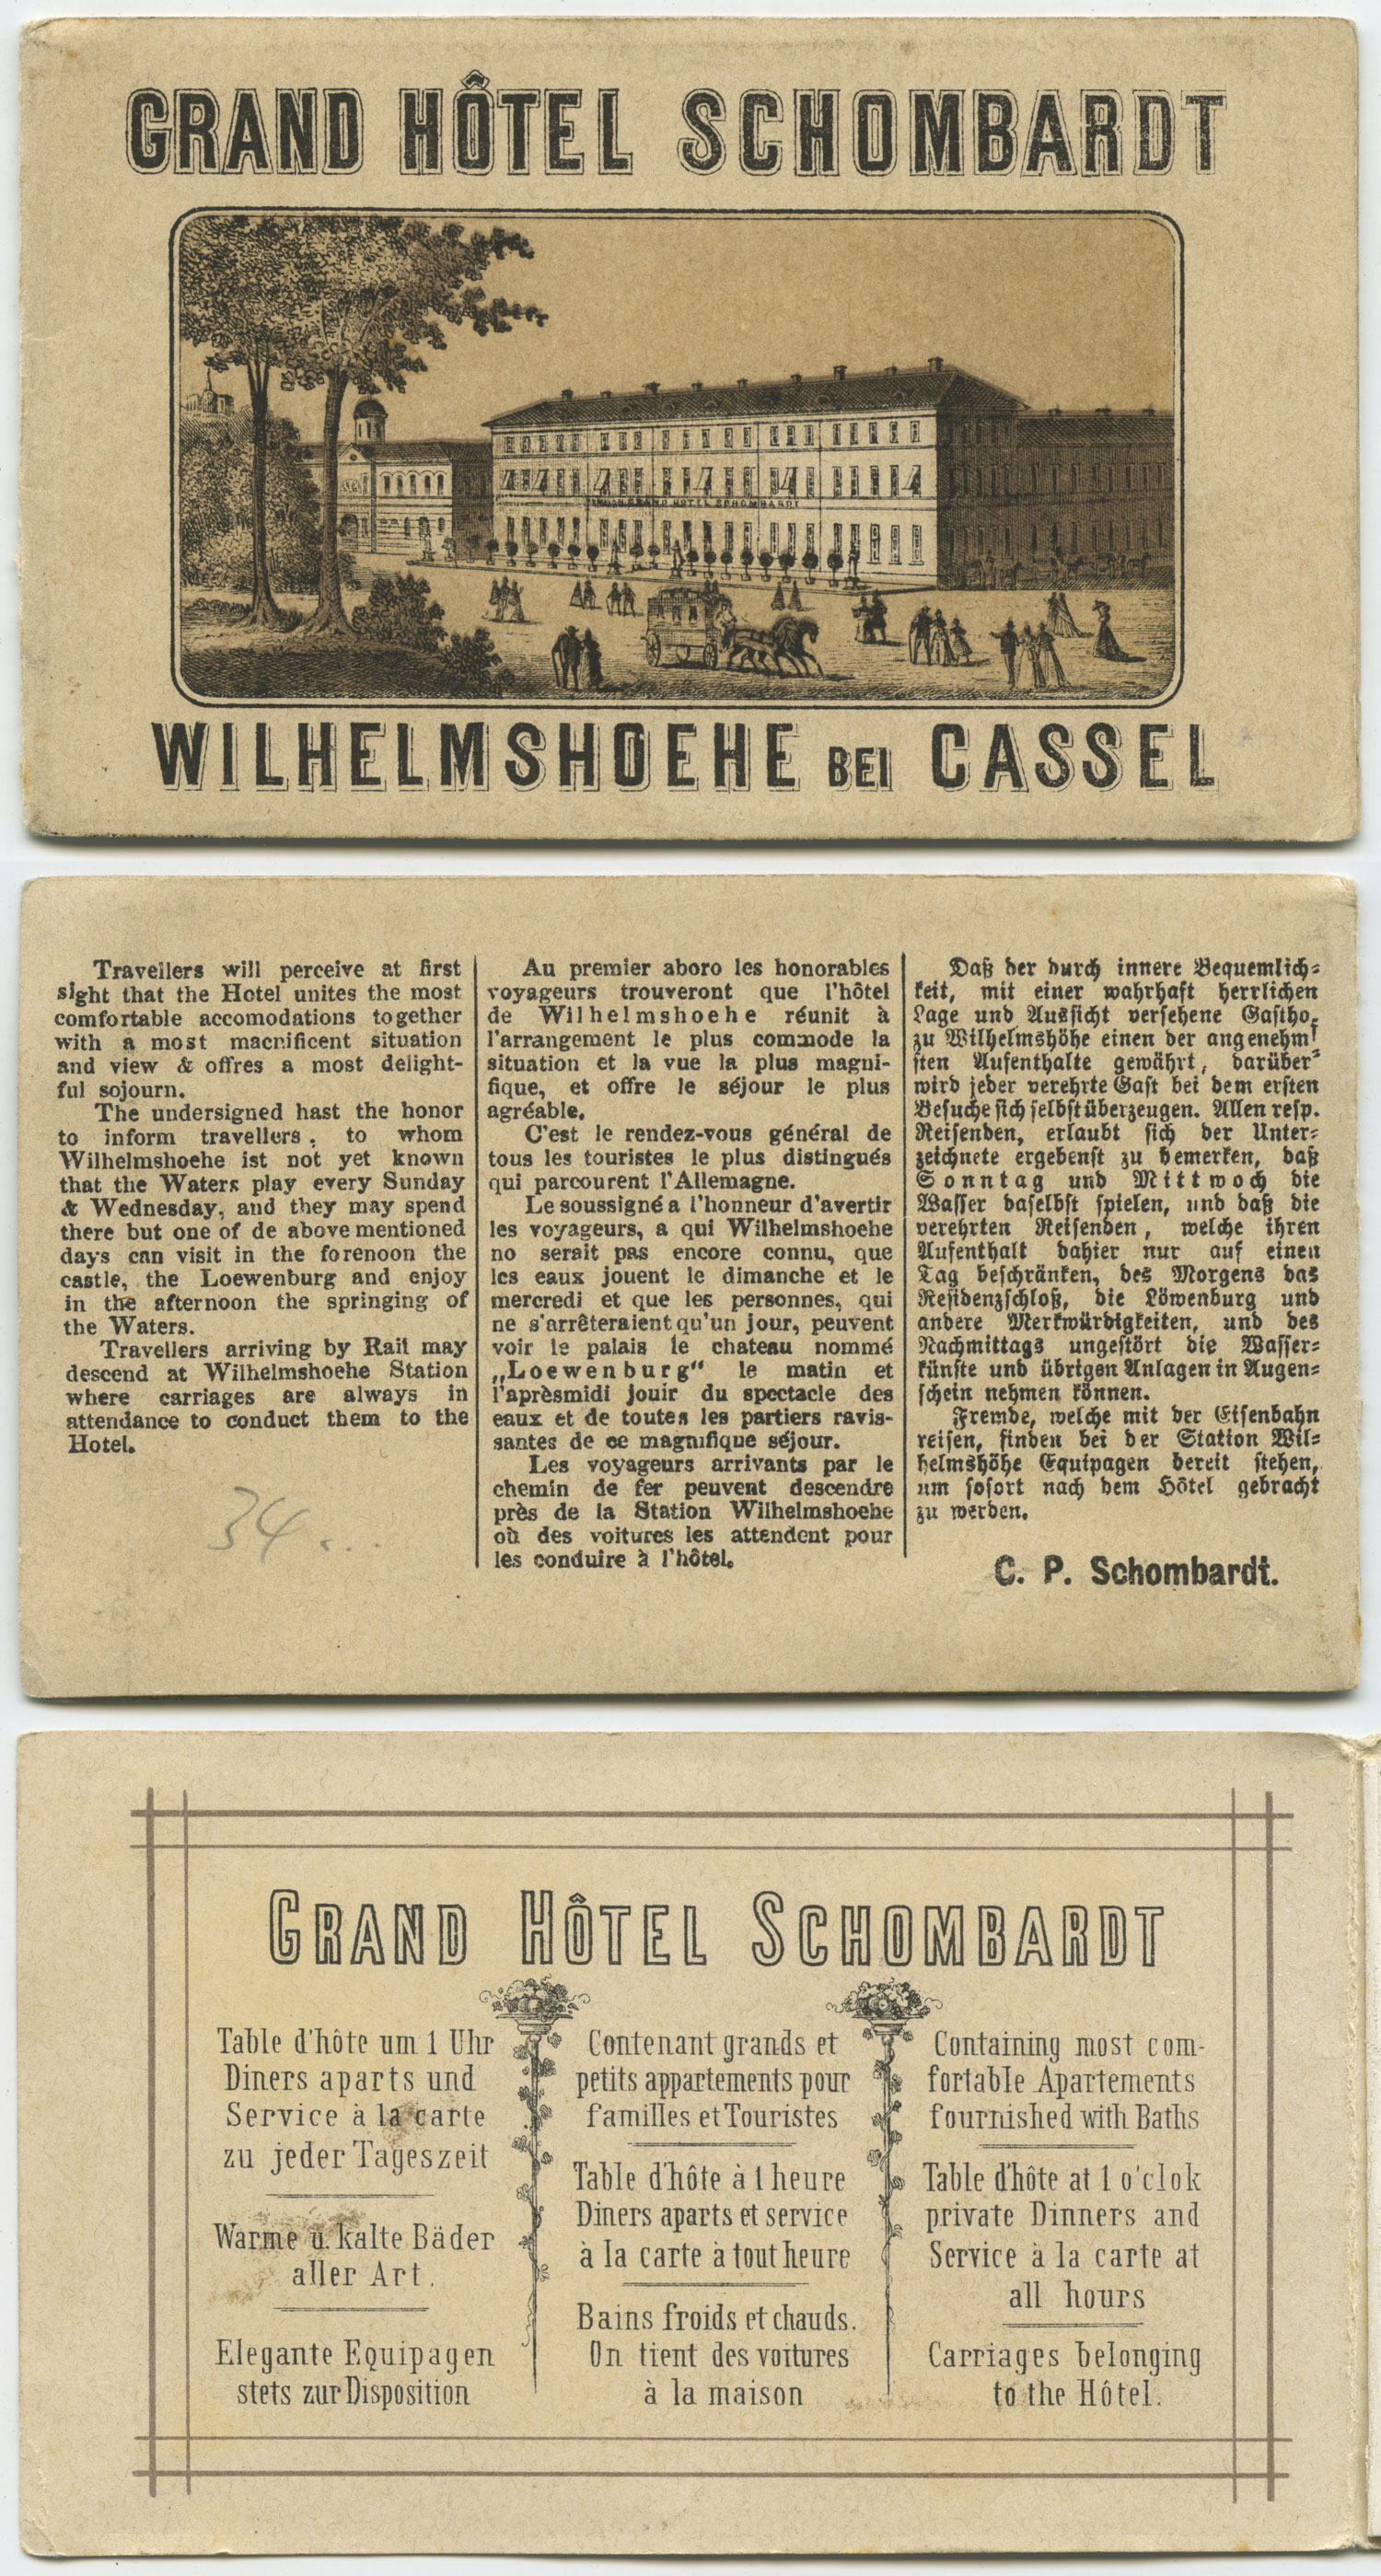 GRAND HÔTEL SCHOMBARDT
GRAND HOTEL SCHOMBARDT
WILHELMSHOEHE BEI CASSEL
Travellers will perceive at first
sight that the Hotel unites the most
comfortable accomodations together
with a most macnificent situation
and view & offres a most delight-
ful sojourn.
The undersigned hast the honor
to inform travellers, to whom
Wilhelmshoehe ist not yet known
that the Waters play every Sunday
& Wednesday, and they may spend
there but one of de above mentioned
days can visit in the forenoon the
castle, the Loewenburg and enjoy
in the afternoon the springing of
the Waters.
Travellers arriving by Rail may
descend at Wilhelmshoehe Station
where carriages are always in
attendance to conduct them to the
Hotel.
34...
Au premier aboro les honorables
voyageurs trouveront que l'hôtel
de Wilhelmshoehe réunit à
l'arrangement le plus commode la
situation et la vue la plus magni-
fique, et offre le séjour le plus
agréable.
C'est le rendez-vous général de
tous les touristes le plus distingués
qui parcourent l'Allemagne.
Le soussigné a l'honneur d'avertir
les voyageurs, a qui Wilhelmshoehe
no serait pas encore connu, que
les eaux jouent le dimanche et le
mercredi et que les personnes, qui
ne s'arrêteraient qu'un jour, peuvent
voir le palais le chateau nommé
„Loewenburg“ le matin et
l'aprèsmidi jouir du spectacle des
eaux et de toutes les partiers ravis-
santes de ce magnifique séjour.
Les voyageurs arrivants par le
chemin de fer peuvent descendre
près de la Station Wilhelmshoehe
où des voitures les attendent pour
les conduire à l'hôtel.
Daß der durch innere Bequemlich-
keit, mit einer wahrhaft herrlichen
Lage und Aussicht versehene Gasthof
zu Wilhelmshöhe einen der angenehm-
sten Aufenthalte gewährt, darüber
wird jeder verehrte Gast bei dem ersten
Besuche sich selbst überzeugen. Allen resp.
Reisenden, erlaubt sich der Unter-
zeichnete ergebenst zu bemerken, daß
Sonntag und Mittwoch die
Wasser daselbst spielen, und daß die
verehrten Reisenden, welche ihren
Aufenthalt dahier nur auf einen
Tag beschränken, des Morgens das
Residenzschloß, die Löwenburg und
andere Merkwürdigkeiten, und des
Nachmittags ungestört die Wasser-
künste und übrigen Anlagen in Augen-
schein nehmen können.
Fremde, welche mit der Eisenbahn
reisen, finden bei der Station Wil-
helmshöhe Equipagen bereit stehen,
um sofort nach dem Hôtel gebracht
zu werden.
C. P. Schombardt.
GRAND HÔTEL SCHOMBARDT
Table d'hôte um 1 Uhr
Diners aparts und
Service à la carte
zu jeder Tageszeit
Warme u. kalte Bäder
aller Art.
Elegante Equipagen
stets zur Disposition
Contenant grands et
petits appartements pour
familles et Touristes
Table d'hôte à 1 heure
Diners aparts et service
à la carte à tout heure
Bains froids et chauds.
On tient des voitures
à la maison
Containing most com-
fortable Apartements
fournished with Baths
Table d'hôte at 1 o'clok
private Dinners and
Service à la carte at
all hours
Carriages belonging
to the Hôtel.